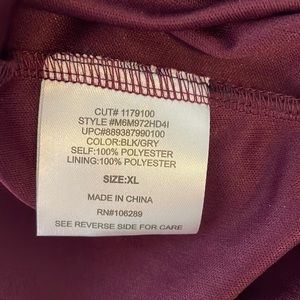 CUT# 1179100
STYLE #M6M972HD4I
UPC#889387990100
COLOR:BLK/GRY
SELF:100% POLYESTER
LINING:100% POLYESTER
SIZE:XL
MADE IN CHINA
RN#106289
SEE REVERSE SIDE FOR CARE